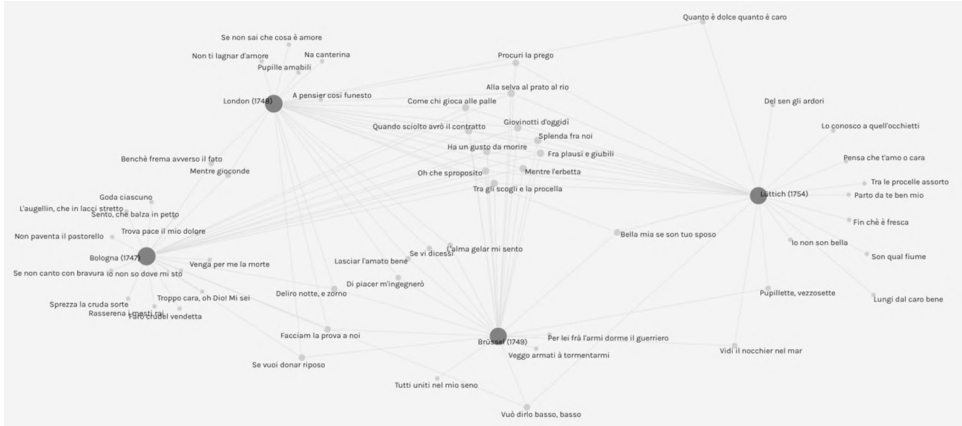 Quanto è dolce quanto è caro
Se non sai che cosa è amore
Non ti lagnar d'amore
Na canterina
Procuri la prego
Pupille amabili
Alla selva al prato al rio
A pensier così funesto
London (1748)
Come chi gioca alle palle
Del sen gli ardori
Quando sciolto avrò il contratto
Giovinotti d'oggidì
Lo conosco a quell'occhietti
Splenda fra noi
Ha un gusto da morire
Fra plausi e giubili
Benchè frema avverso il fato
Pensa che t'amo o cara
Mentre gioconde
Oh che sproposito
Mentre l'erbetta
Tra le procelle assorto
Tra gli scogli e la procella
Lüttich (1754)
Parto da te ben mio
Goda ciascuno
L'augellin, che in lacci stretto
Sento, che balza in petto
Fin chè è fresca
Trova pace il mio dolore
Non paventa il pastorello
Bella mia se son tuo sposo
Io non son bella
L'alma gelar mi sento
Se vi dicessi
Bologna (1747)
Venga per me la morte
Lasciar l'amato bene
Son qual fiume
Se non canto con bravura
Io non so dove mi sto
Di piacer m'ingegnerò
Deliro notte, e zorno
Pupillette, vezzosette
Lungi dal caro bene
Troppo cara, oh Dio! Mi sei
Sprezza la cruda sorte
Rasserena i mesti rai
Farò crudel vendetta
Facciam la prova a noi
Brüssel (1749)
Per lei frà l'armi dorme il guerriero
Veggo armati à tormentarmi
Vidi il nocchier nel mar
Se vuoi donar riposo
Tutti uniti nel mio seno
Vuò dirlo basso, basso